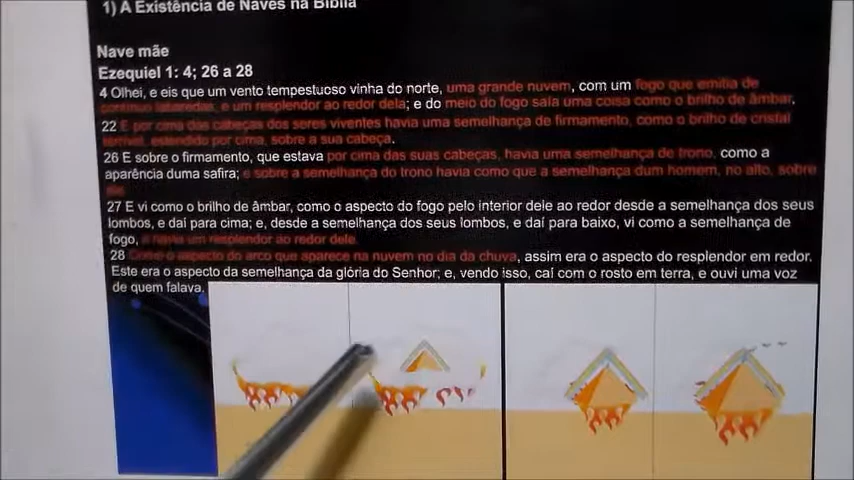 1) A Existência de Naves na Bíblia
Nave mãe
Ezequiel 1: 4; 26 a 28
4 Olhei, e eis que um vento tempestuoso vinha do norte, uma grande nuvem, com um fogo que emitia de
contínuo labaredas, e um resplendor ao redor dela; e do meio do fogo saía uma coisa como o brilho de âmbar.
22 E por cima das cabeças dos seres viventes havia uma semelhança de firmamento, como o brilho de cristal
terrível, estendido por cima, sobre a sua cabeça.
26 E sobre o firmamento, que estava por cima das suas cabeças, havia uma semelhança de trono, como a
aparência duma safira; e sobre a semelhança do trono havia como que a semelhança dum homem, no alto, sobre
ele.
27 E vi como o brilho de âmbar, como o aspecto do fogo pelo interior dele ao redor desde a semelhança dos seus
lombos, e daí para cima; e, desde a semelhança dos seus lombos, e daí para baixo, vi como a semelhança de
fogo, e havia um resplendor ao redor dele.
28 Como o aspecto do arco que aparece na nuvem no dia da chuva, assim era o aspecto do resplendor em redor.
Este era o aspecto da semelhança da glória do Senhor; e, vendo isso, caí com o rosto em terra, e ouvi uma voz
de quem falava.